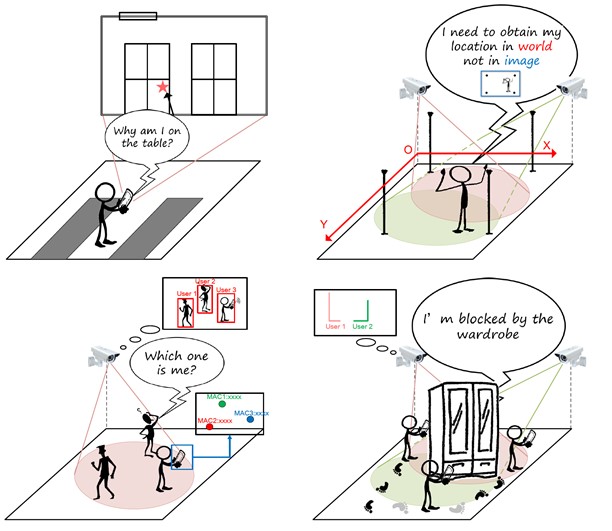 Why am I on
the table?
I need to obtain my
location in world
not in image
O
X
Y
User 1
User 2
User 3
Which one
is me?
MAC1:xxxx
MAC2:xxxx
MAC3:xxxx
User 1
User 2
I'm blocked by the
wardrobe